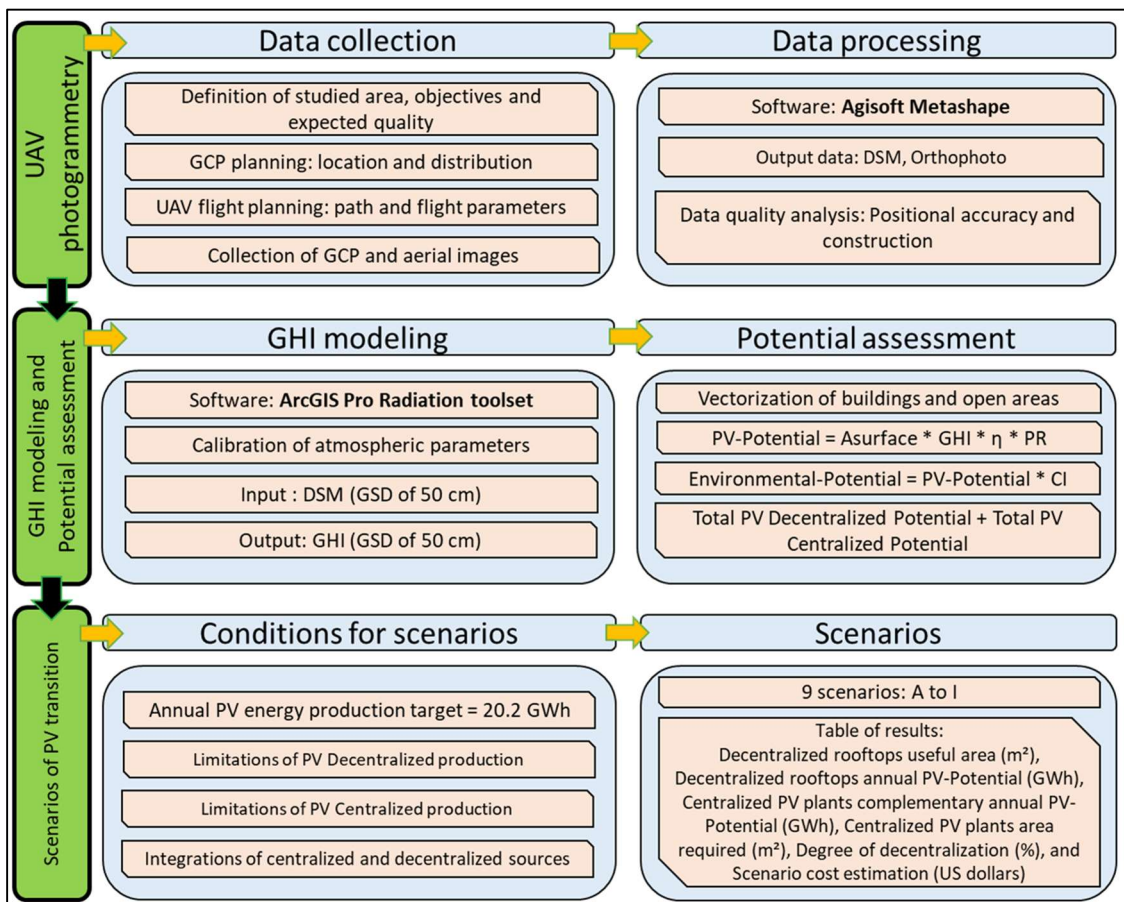 UAV
photogrammetry
Data collection
Definition of studied area, objectives and
expected quality
GCP planning: location and distribution
UAV flight planning: path and flight parameters
Collection of GCP and aerial images
Data processing
Software: Agisoft Metashape
Output data: DSM, Orthophoto
Data quality analysis: Positional accuracy and
construction
GHI modeling and
Potential assessment
GHI modeling
Software: ArcGIS Pro Radiation toolset
Calibration of atmospheric parameters
Input : DSM (GSD of 50 cm)
Output: GHI (GSD of 50 cm)
Potential assessment
Vectorization of buildings and open areas
PV-Potential = Asurface * GHI * η * PR
Environmental-Potential = PV-Potential * CI
Total PV Decentralized Potential + Total PV
Centralized Potential
Scenarios of PV transition
Conditions for scenarios
Annual PV energy production target = 20.2 GWh
Limitations of PV Decentralized production
Limitations of PV Centralized production
Integrations of centralized and decentralized sources
Scenarios
9 scenarios: A to I
Table of results:
Decentralized rooftops useful area (m²),
Decentralized rooftops annual PV-Potential (GWh),
Centralized PV plants complementary annual PV-
Potential (GWh), Centralized PV plants area
required (m²), Degree of decentralization (%), and
Scenario cost estimation (US dollars)